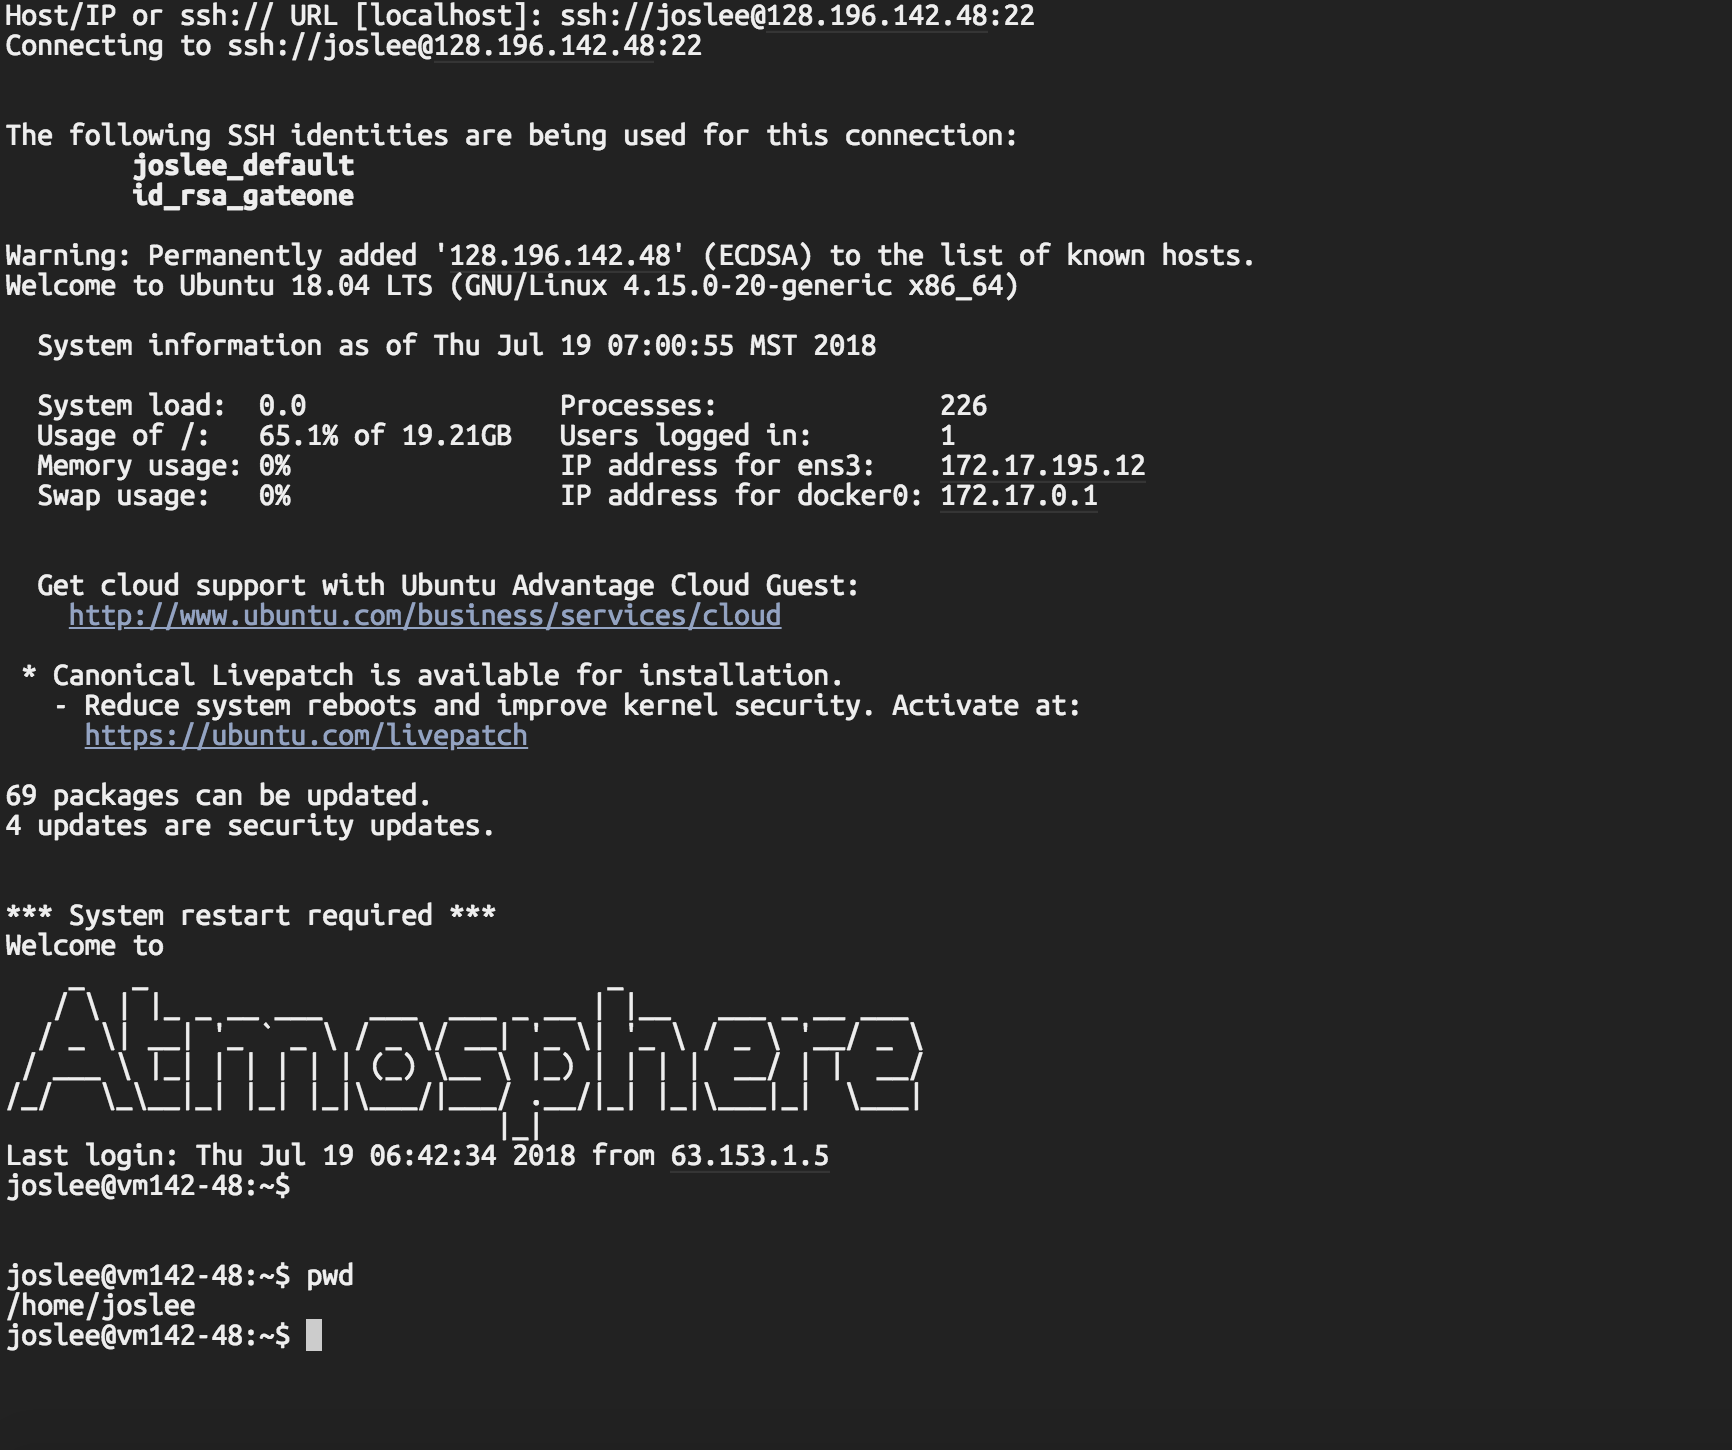 Host/IP or ssh:// URL [localhost]: ssh://joslee@128.196.142.48:22
Connecting to ssh://joslee@128.196.142.48:22
The following SSH identities are being used for this connection:
joslee_default
id_rsa_gateone
Warning: Permanently added '128.196.142.48' (ECDSA) to the list of known hosts.
Welcome to Ubuntu 18.04 LTS (GNU/Linux 4.15.0-20-generic x86_64)
System information as of Thu Jul 19 07:00:55 MST 2018
System load:  0.0                Processes:              226
Usage of /:   65.1% of 19.21GB   Users logged in:        1
Memory usage: 0%                 IP address for ens3:    172.17.195.12
Swap usage:   0%                 IP address for docker0: 172.17.0.1
Get cloud support with Ubuntu Advantage Cloud Guest:
http://www.ubuntu.com/business/services/cloud
* Canonical Livepatch is available for installation.
- Reduce system reboots and improve kernel security. Activate at:
https://ubuntu.com/livepatch
69 packages can be updated.
4 updates are security updates.
*** System restart required ***
Welcome to
Atmosphere
Last login: Thu Jul 19 06:42:34 2018 from 63.153.1.5
joslee@vm142-48:~$
joslee@vm142-48:~$ pwd
/home/joslee
joslee@vm142-48:~$